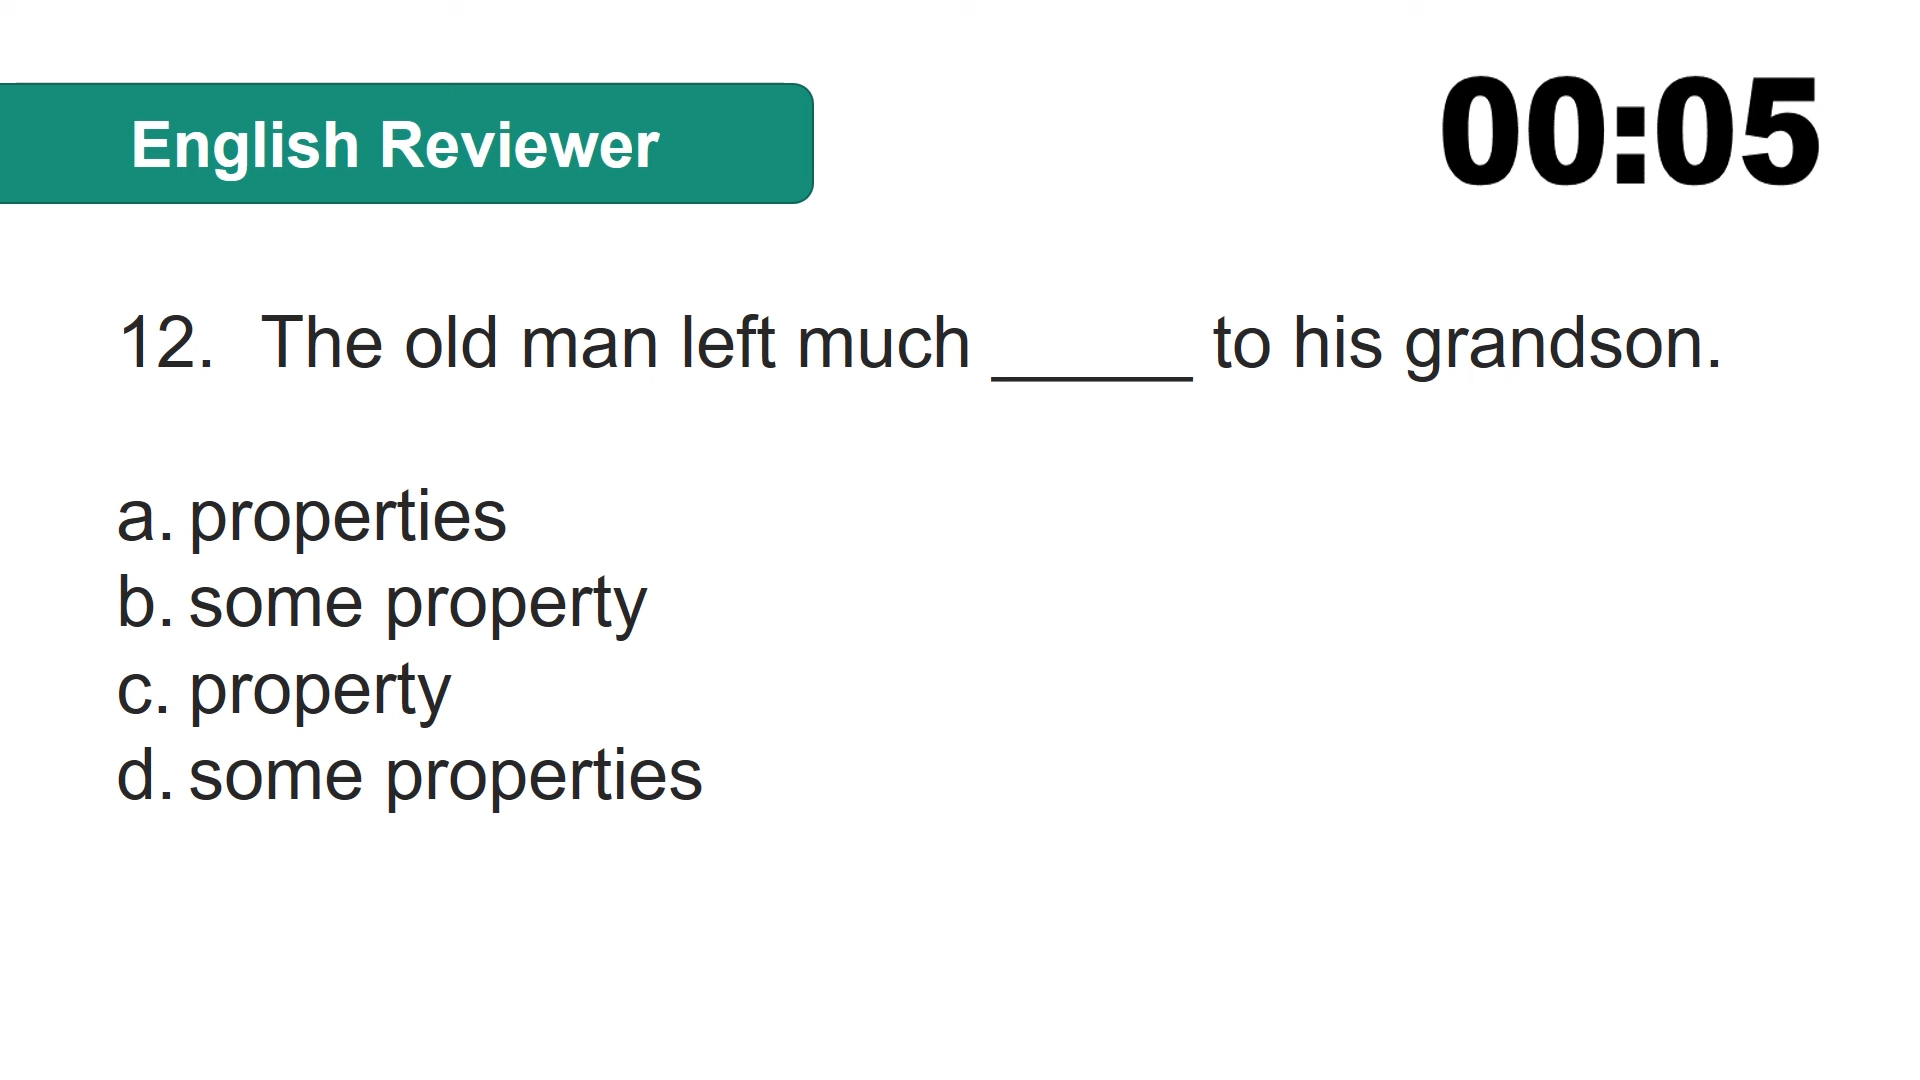 English Reviewer
00:05
12. The old man left much ______ to his grandson.
a. properties
b. some property
c. property
d. some properties